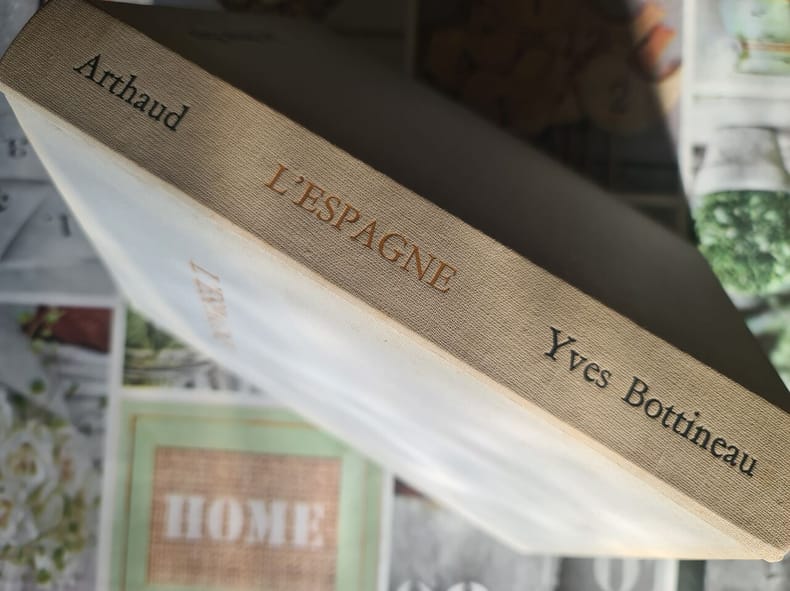 Arthaud
L'ESPAGNE
Yves Bottineau
HOME